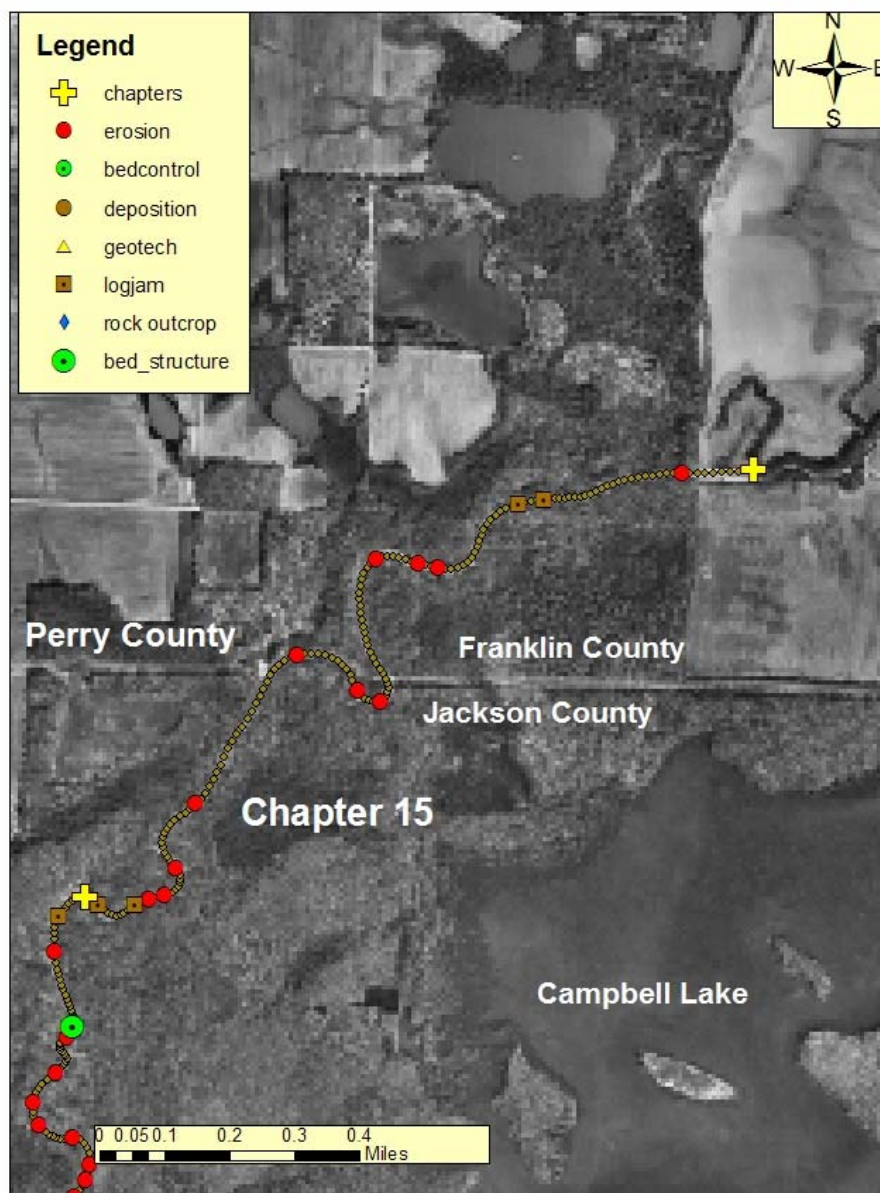 Legend
chapters
erosion
bedcontrol
deposition
geotech
logjam
rock outcrop
bed_structure
N
W E
S
Perry County
Franklin County
Jackson County
Chapter 15
Campbell Lake
0 0.05 0.1 0.2 0.3 0.4
Miles